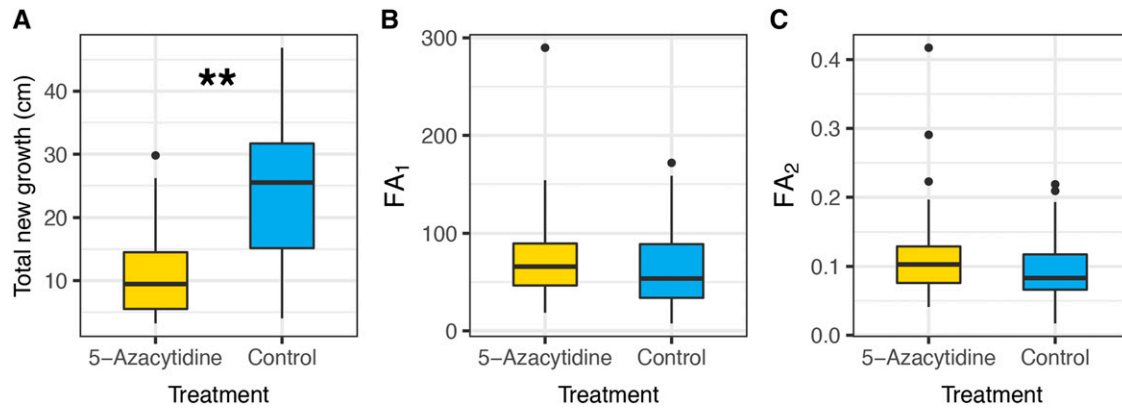 A
Total new growth (cm)
40
30
20
10
**
5-Azacytidine
Control
Treatment
B
FA₁
300
200
100
0
5-Azacytidine
Control
Treatment
C
FA₂
0.4
0.3
0.2
0.1
0.0
5-Azacytidine
Control
Treatment